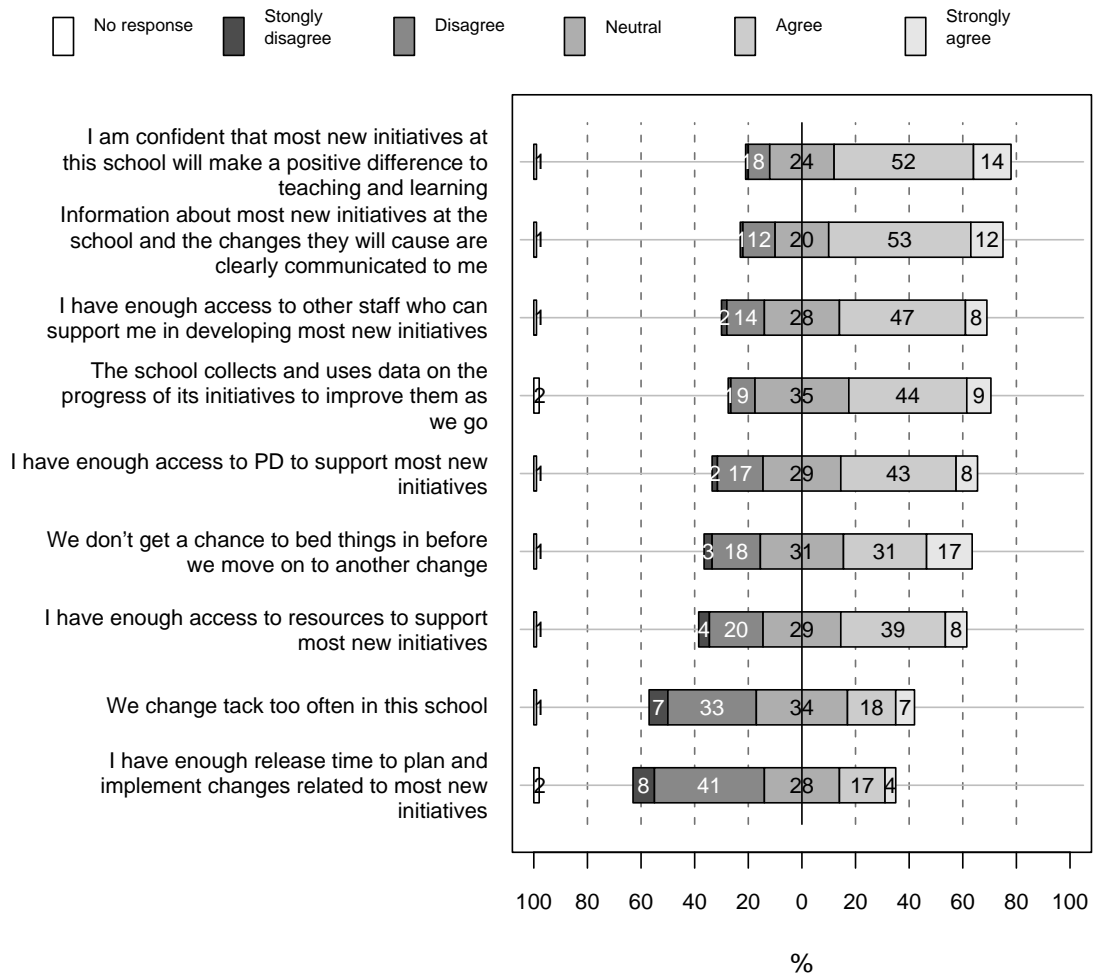 No response
Stongly
disagree
Disagree
Neutral
Agree
Strongly
agree
I am confident that most new initiatives at
this school will make a positive difference to
teaching and learning
1 1 8 24 52 14
Information about most new initiatives at the
school and the changes they will cause are
clearly communicated to me
1 1 12 20 53 12
I have enough access to other staff who can
support me in developing most new initiatives
1 2 14 28 47 8
The school collects and uses data on the
progress of its initiatives to improve them as
we go
2 1 9 35 44 9
I have enough access to PD to support most new
initiatives
1 2 17 29 43 8
We don't get a chance to bed things in before
we move on to another change
1 3 18 31 31 17
I have enough access to resources to support
most new initiatives
1 4 20 29 39 8
We change tack too often in this school
1 7 33 34 18 7
I have enough release time to plan and
implement changes related to most new
initiatives
2 8 41 28 17 4
100 80 60 40 20 0 20 40 60 80 100
%